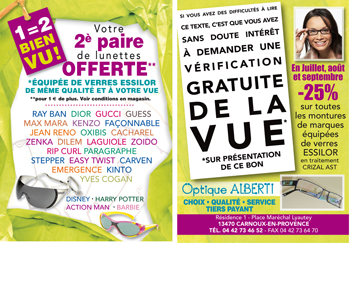 1=2
BIEN
VU!
Votre
2è paire
de lunettes
OFFERTE**
*ÉQUIPÉE DE VERRES ESSILOR
DE MÊME QUALITÉ ET À VOTRE VUE
**pour 1 € de plus. Voir conditions en magasin.
RAY BAN DIOR GUCCI GUESS
MAX MARA KENZO FAÇONNABLE
JEAN RENO OXIBIS CACHAREL
ZENKA DILEM LAGUIOLE ZOIDO
RIP CURL PARAGRAPHE
STEPPER EASY TWIST CARVEN
EMERGENCE KINTO
YVES COGAN
DISNEY • HARRY POTTER
ACTION MAN • BARBIE
SI VOUS AVEZ DES DIFFICULTÉS À LIRE
CE TEXTE, C'EST QUE VOUS AVEZ
SANS DOUTE INTÉRÊT
À DEMANDER UNE
VÉRIFICATION
GRATUITE
DE LA
VUE*
*SUR PRÉSENTATION
DE CE BON
En Juillet, août
et septembre
-25%
sur toutes
les montures
de marques
équipées
de verres
ESSILOR
en traitement
CRIZAL AST
Optique ALBERTI
CHOIX - QUALITÉ - SERVICE
TIERS PAYANT
Résidence 1 - Place Maréchal Lyautey
13470 CARNOUX-EN-PROVENCE
TÉL. 04 42 73 46 52 - FAX 04 42 73 64 70